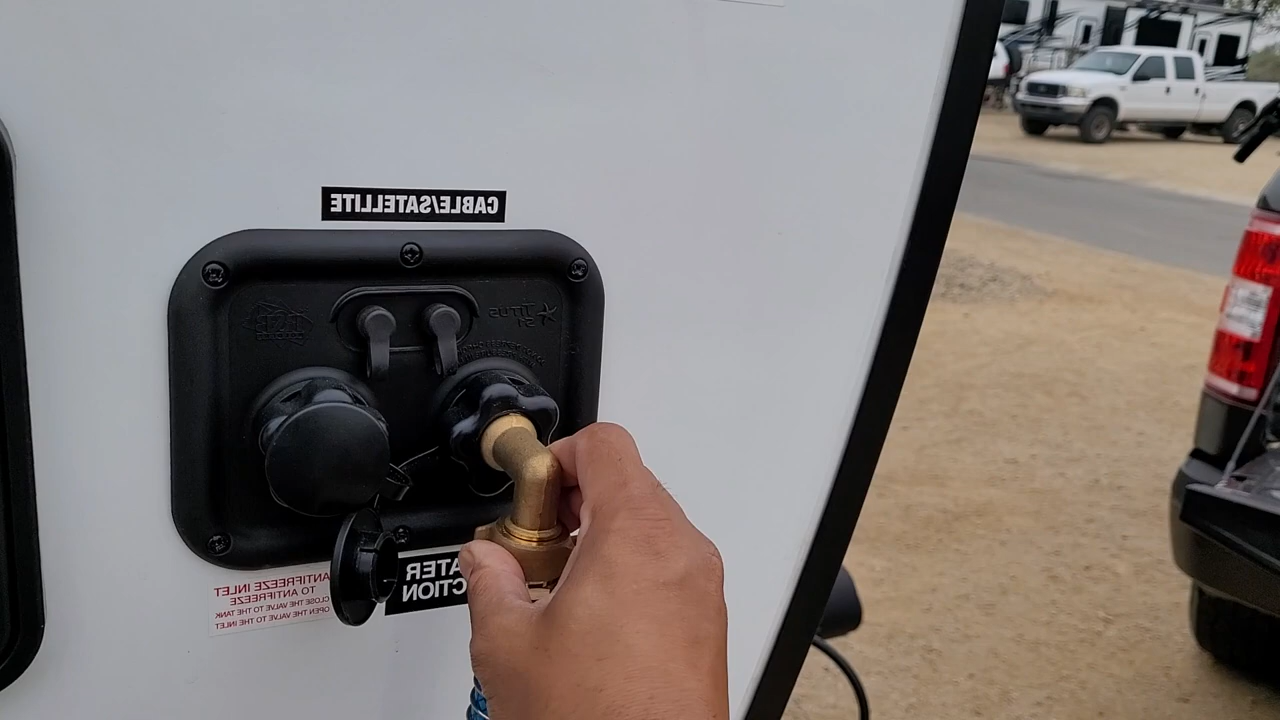 CABLE/SATELLITE
TITUS
ATER
CTION
ANTIFREEZE INLET
TO ANTIFREEZE
CLOSE THE VALVE TO THE TANK
OPEN THE VALVE TO THE INLET